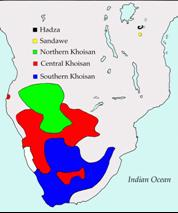 Hadza
Sandawe
Northern Khoisan
Central Khoisan
Southern Khoisan
Indian Ocean